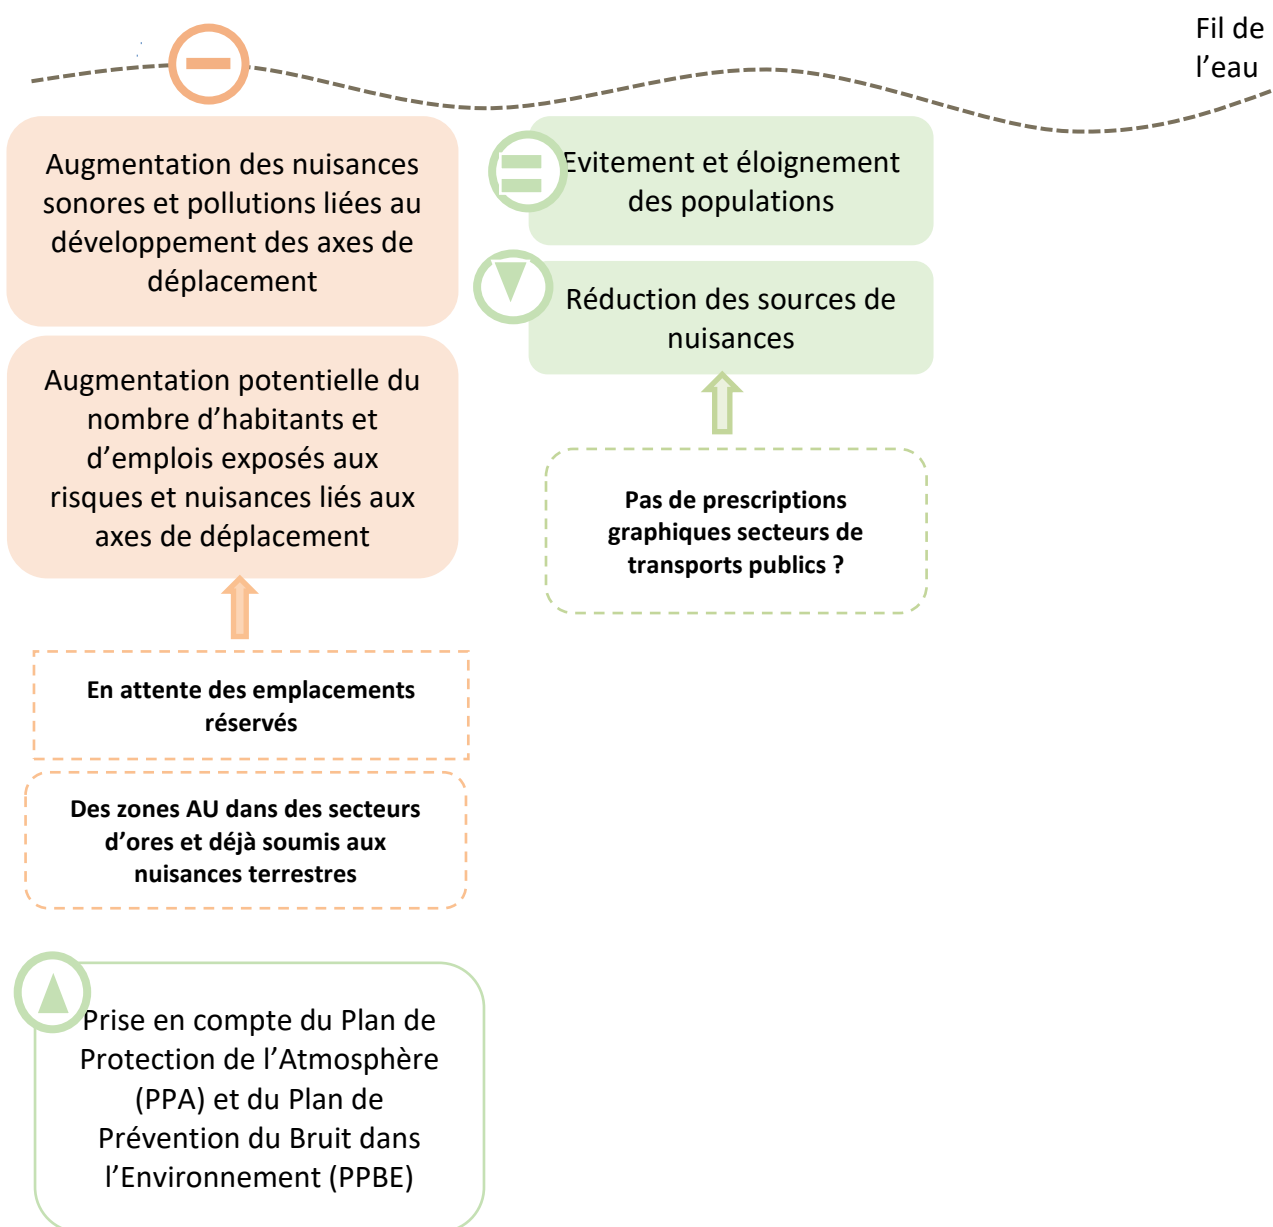 Fil de
l’eau
Augmentation des nuisances
sonores et pollutions liées au
développement des axes de
déplacement
Augmentation potentielle du
nombre d’habitants et
d’emplois exposés aux
risques et nuisances liés aux
axes de déplacement
En attente des emplacements
réservés
Des zones AU dans des secteurs
d’ores et déjà soumis aux
nuisances terrestres
Prise en compte du Plan de
Protection de l’Atmosphère
(PPA) et du Plan de
Prévention du Bruit dans
l’Environnement (PPBE)
Evitement et éloignement
des populations
Réduction des sources de
nuisances
Pas de prescriptions
graphiques secteurs de
transports publics ?